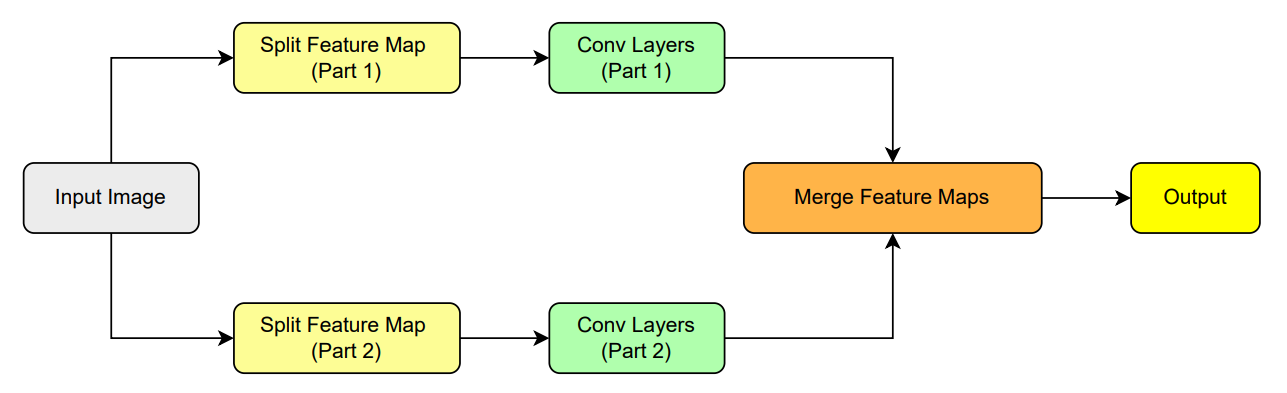 Split Feature Map
(Part 1)
Conv Layers
(Part 1)
Input Image
Merge Feature Maps
Output
Split Feature Map
(Part 2)
Conv Layers
(Part 2)